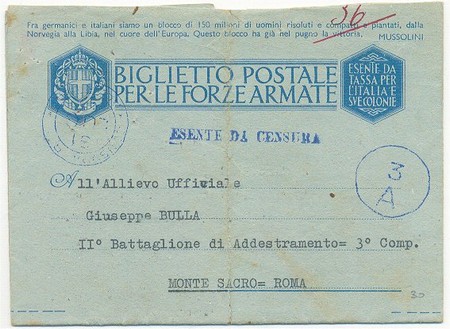 36
Fra germanici e italiani siamo un blocco di 150 milioni di uomini risoluti e compatti e piantati, dalla
Norvegia alla Libia, nel cuore dell'Europa. Questo blocco ha già nel pugno la vittoria. MUSSOLINI
BIGLIETTO POSTALE
PER LE FORZE ARMATE
ESENTE DA
TASSA PER
L'ITALIA E
SVE COLONIE
ESENTE DA CENSURA
3
A
All'Allievo Ufficiale
Giuseppe BULLA
II° Battaglione di Addestramento= 3° Comp.
MONTE SACRO= ROMA
30